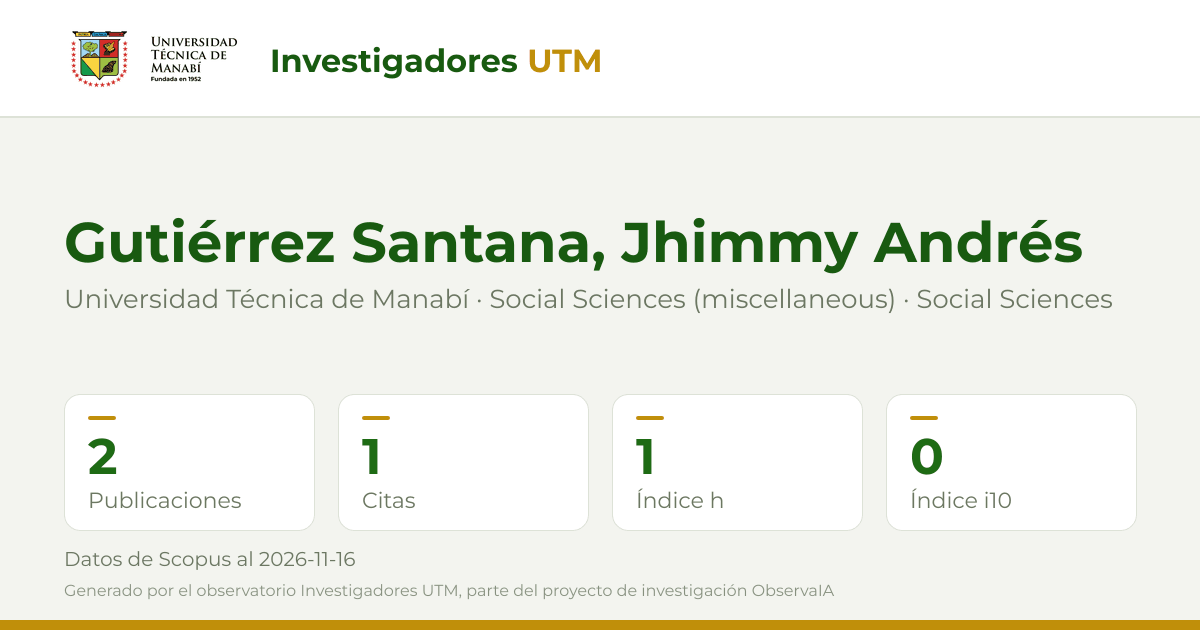 UNIVERSIDAD
TÉCNICA DE
MANABÍ
Fundada en 1952
Investigadores UTM
Gutiérrez Santana, Jhimmy Andrés
Universidad Técnica de Manabí · Social Sciences (miscellaneous) · Social Sciences
2
Publicaciones
1
Citas
1
Índice h
0
Índice i10
Datos de Scopus al 2026-11-16
Generado por el observatorio Investigadores UTM, parte del proyecto de investigación ObservaIA